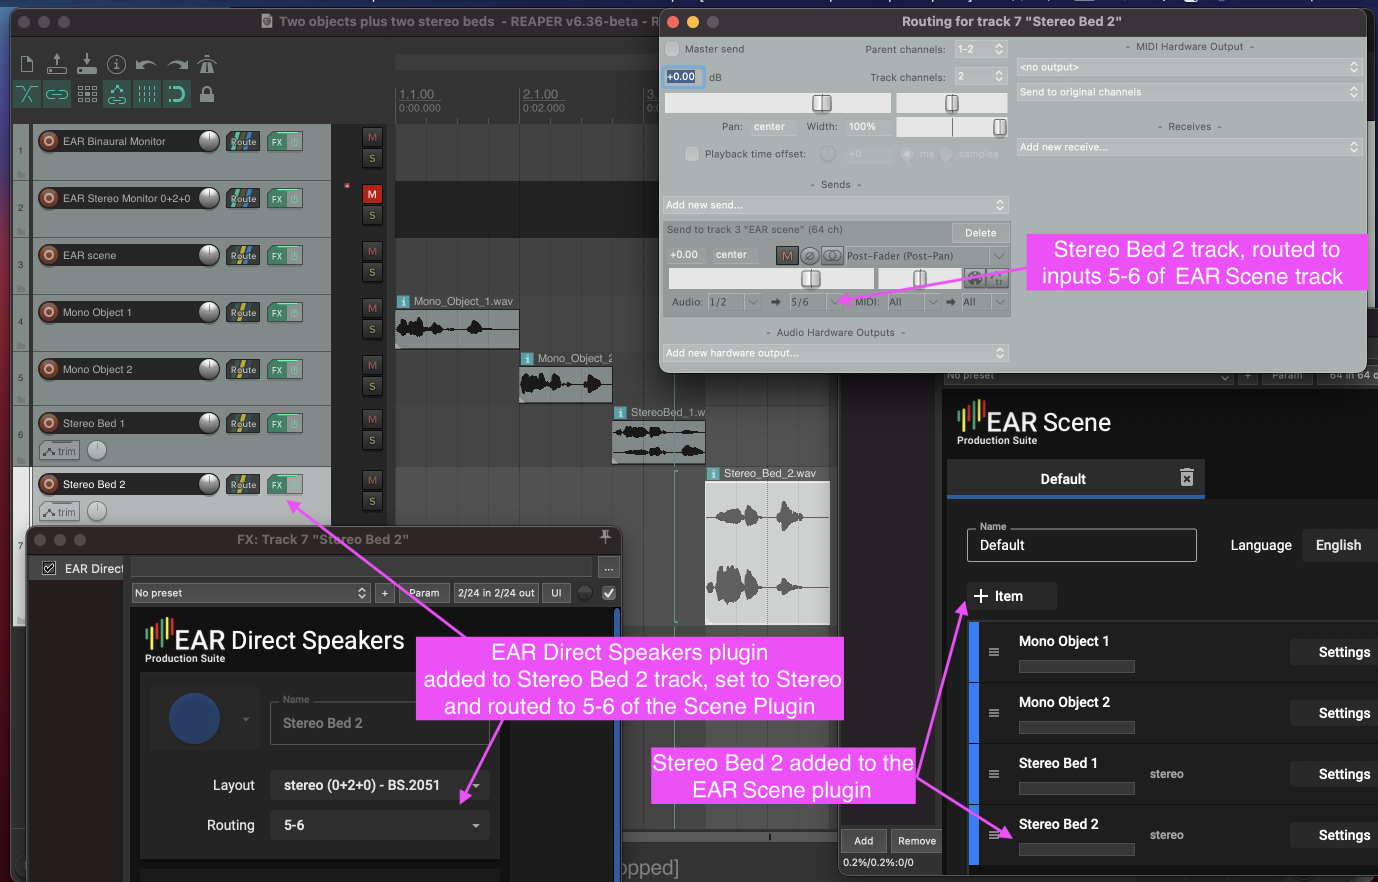 Two objects plus two stereo beds - REAPER v6.36-beta - R
1.1.00
0:00.000
2.1.00
0:02.000
3.
0:0
1
EAR Binaural Monitor
Route
FX
M
S
2
EAR Stereo Monitor 0+2+0
Route
FX
M
S
3
EAR scene
Route
FX
M
S
4
Mono Object 1
Route
FX
M
S
5
Mono Object 2
Route
FX
M
S
6
Stereo Bed 1
Route
FX
trim
M
S
7
Stereo Bed 2
Route
FX
trim
M
S
Mono_Object_1.wav
Mono_Object_2
StereoBed_1.w
Stereo_Bed_2.wav
Routing for track 7 "Stereo Bed 2"
Master send
Parent channels: 1-2
+0.00 dB
Track channels: 2
Pan: center Width: 100%
Playback time offset: +0 ms samples
- Sends -
Add new send...
Send to track 3 "EAR scene" (64 ch)
Delete
+0.00 center M Post-Fader (Post-Pan)
tr
Audio: 1/2 5/6 MIDI: All All
- Audio Hardware Outputs -
Add new hardware output...
- MIDI Hardware Output -
<no output>
Send to original channels
- Receives -
Add new receive...
Stereo Bed 2 track, routed to
inputs 5-6 of EAR Scene track
No preset
+
Param
64 in 64 o
EAR Scene
Production Suite
Default
Name
Default
Language
English
+ Item
Mono Object 1
Settings
Mono Object 2
Settings
Stereo Bed 1
stereo
Settings
Stereo Bed 2
stereo
Settings
Add
Remove
0.2%/0.2%:0/0
FX: Track 7 "Stereo Bed 2"
EAR Direct
...
No preset
+
Param
2/24 in 2/24 out
UI
EAR Direct Speakers
Production Suite
Name
Stereo Bed 2
Layout
stereo (0+2+0) - BS.2051
Routing
5-6
EAR Direct Speakers plugin
added to Stereo Bed 2 track, set to Stereo
and routed to 5-6 of the Scene Plugin
Stereo Bed 2 added to the
EAR Scene plugin
opped]